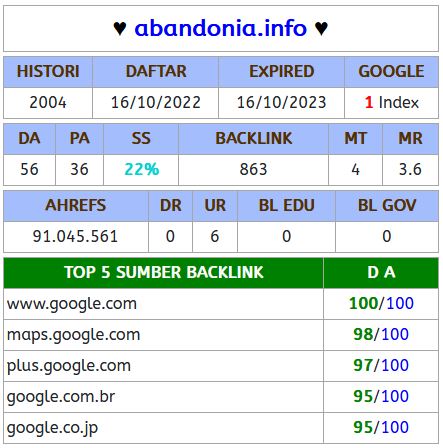 ♥ abandonia.info ♥
HISTORI DAFTAR EXPIRED GOOGLE
2004 16/10/2022 16/10/2023 1 Index
DA PA SS BACKLINK MT MR
56 36 22% 863 4 3.6
AHREFS DR UR BL EDU BL GOV
91.045.561 0 6 0 0
TOP 5 SUMBER BACKLINK D A
www.google.com 100/100
maps.google.com 98/100
plus.google.com 97/100
google.com.br 95/100
google.co.jp 95/100